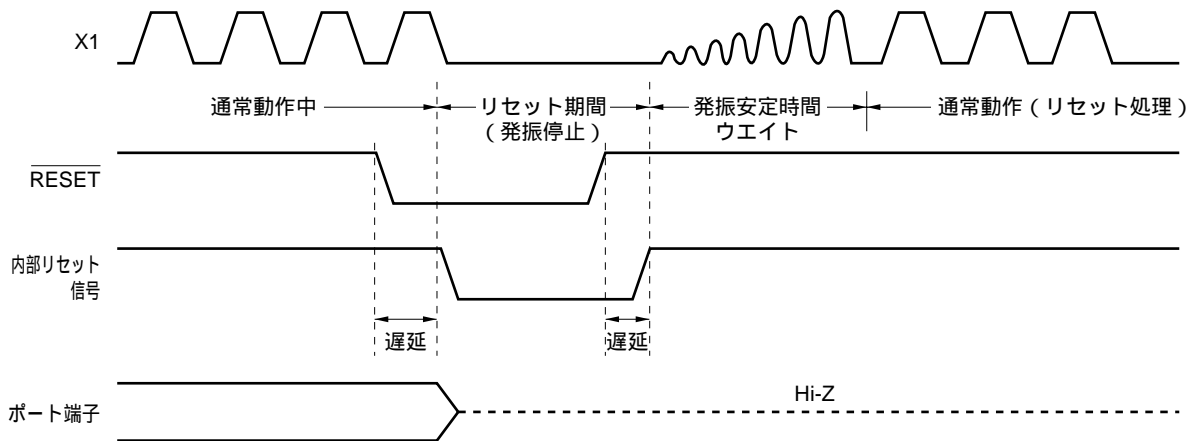 X1
通常動作中
リセット期間
（発振停止）
発振安定時間
ウエイト
通常動作（リセット処理）
RESET
内部リセット
信号
遅延
遅延
ポート端子
Hi-Z